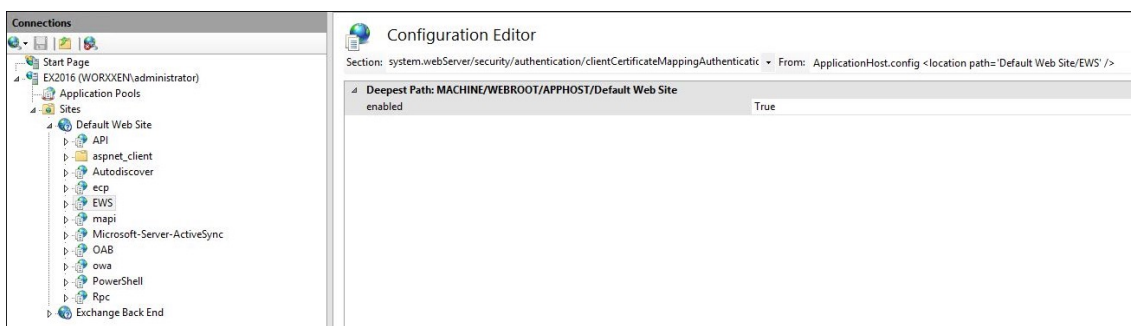 Connections
Configuration Editor
Start Page
Section: system.webServer/security/authentication/clientCertificateMappingAuthenticatic From: ApplicationHost.config <location path='Default Web Site/EWS' />
EX2016 (WORXXEN\administrator)
Application Pools
Deepest Path: MACHINE/WEBROOT/APPHOST/Default Web Site
Sites
enabled True
Default Web Site
API
aspnet_client
Autodiscover
ecp
EWS
mapi
Microsoft-Server-ActiveSync
OAB
owa
PowerShell
Rpc
Exchange Back End